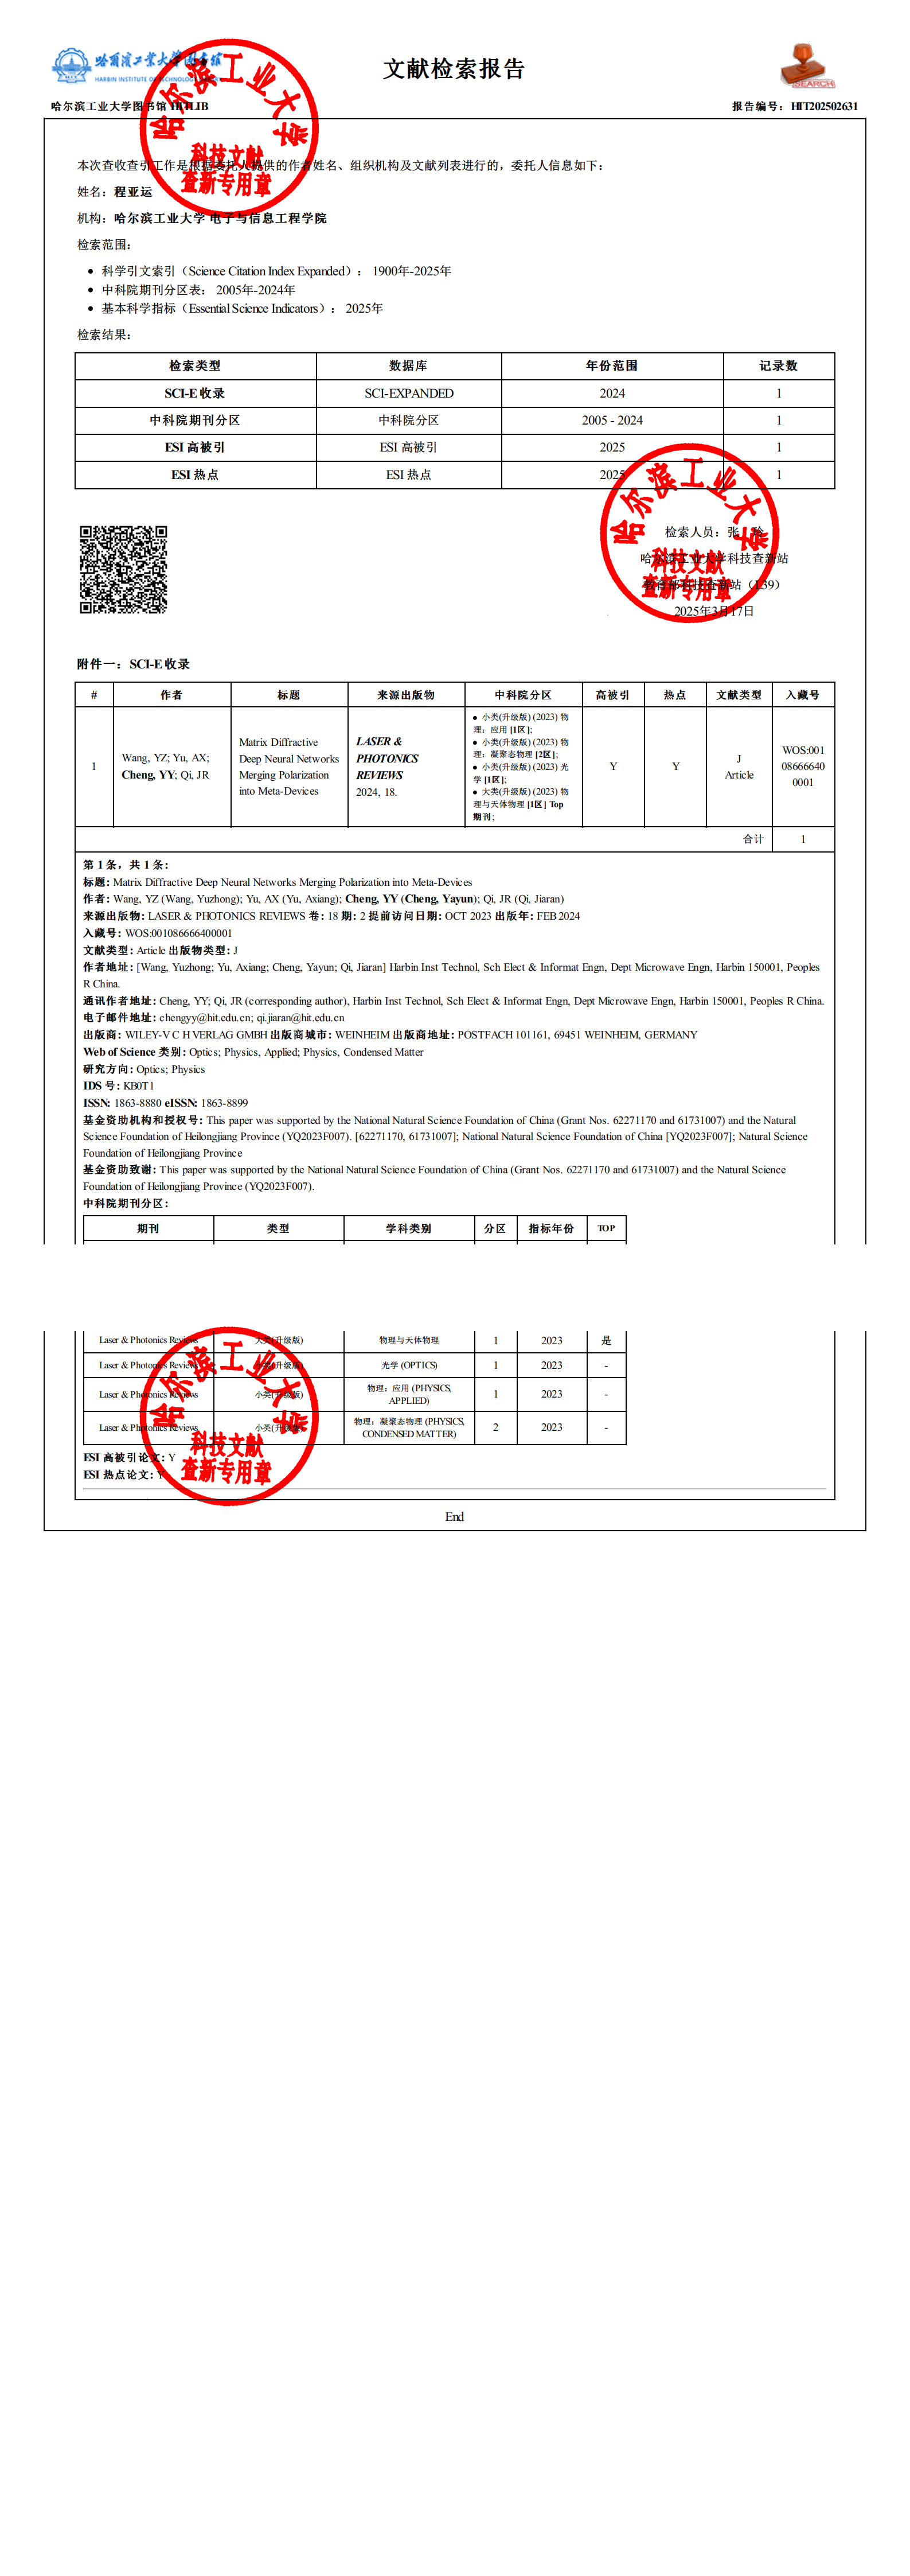 哈尔滨工业大学图书馆
HARBIN INSTITUTE OF TECHNOLOGY
文献检索报告
SEARCH
哈尔滨工业大学图书馆 HITLIB
报告编号：HIT202502631
哈尔滨工业大学
科技文献
查新专用章
本次查收查引工作是根据委托人提供的作者姓名、组织机构及文献列表进行的，委托人信息如下：
姓名：程亚运
机构：哈尔滨工业大学 电子与信息工程学院
检索范围：
• 科学引文索引（Science Citation Index Expanded）： 1900年-2025年
• 中科院期刊分区表： 2005年-2024年
• 基本科学指标（Essential Science Indicators）： 2025年
检索结果：
检索类型 数据库 年份范围 记录数
SCI-E 收录 SCI-EXPANDED 2024 1
中科院期刊分区 中科院分区 2005 - 2024 1
ESI 高被引 ESI 高被引 2025 1
ESI 热点 ESI 热点 2025 1
哈尔滨工业大学
科技文献
查新专用章
检索人员：张
哈尔滨工业大学科技查新站
教育部科技查新站（L39）
2025年3月17日
附件一：SCI-E 收录
# 作者 标题 来源出版物 中科院分区 高被引 热点 文献类型 入藏号
1
Wang, YZ; Yu, AX;
Cheng, YY; Qi, JR
Matrix Diffractive
Deep Neural Networks
Merging Polarization
into Meta-Devices
LASER &
PHOTONICS
REVIEWS
2024, 18.
• 小类(升级版) (2023) 物
理：应用 [1区];
• 小类(升级版) (2023) 物
理：凝聚态物理 [2区];
• 小类(升级版) (2023) 光
学 [1区];
• 大类(升级版) (2023) 物
理与天体物理 [1区] Top
期刊;
Y
Y
J
Article
WOS:001
08666640
0001
合计 1
第 1 条，共 1 条：
标题: Matrix Diffractive Deep Neural Networks Merging Polarization into Meta-Devices
作者: Wang, YZ (Wang, Yuzhong); Yu, AX (Yu, Axiang); Cheng, YY (Cheng, Yayun); Qi, JR (Qi, Jiaran)
来源出版物: LASER & PHOTONICS REVIEWS 卷: 18 期: 2 提前访问日期: OCT 2023 出版年: FEB 2024
入藏号: WOS:001086666400001
文献类型: Article 出版物类型: J
作者地址: [Wang, Yuzhong; Yu, Axiang; Cheng, Yayun; Qi, Jiaran] Harbin Inst Technol, Sch Elect & Informat Engn, Dept Microwave Engn, Harbin 150001, Peoples
R China.
通讯作者地址: Cheng, YY; Qi, JR (corresponding author), Harbin Inst Technol, Sch Elect & Informat Engn, Dept Microwave Engn, Harbin 150001, Peoples R China.
电子邮件地址: chengyy@hit.edu.cn; qi.jiaran@hit.edu.cn
出版商: WILEY-V C H VERLAG GMBH 出版商城市: WEINHEIM 出版商地址: POSTFACH 101161, 69451 WEINHEIM, GERMANY
Web of Science 类别: Optics; Physics, Applied; Physics, Condensed Matter
研究方向: Optics; Physics
IDS 号: KB0T1
ISSN: 1863-8880 eISSN: 1863-8899
基金资助机构和授权号: This paper was supported by the National Natural Science Foundation of China (Grant Nos. 62271170 and 61731007) and the Natural
Science Foundation of Heilongjiang Province (YQ2023F007). [62271170, 61731007]; National Natural Science Foundation of China [YQ2023F007]; Natural Science
Foundation of Heilongjiang Province
基金资助致谢: This paper was supported by the National Natural Science Foundation of China (Grant Nos. 62271170 and 61731007) and the Natural Science
Foundation of Heilongjiang Province (YQ2023F007).
中科院期刊分区：
期刊 类型 学科类别 分区 指标年份 TOP
Laser & Photonics Reviews 大类(升级版) 物理与天体物理 1 2023 是
Laser & Photonics Reviews 小类(升级版) 光学 (OPTICS) 1 2023 -
Laser & Photonics Reviews 小类(升级版) 物理：应用 (PHYSICS,
APPLIED) 1 2023 -
Laser & Photonics Reviews 小类(升级版) 物理：凝聚态物理 (PHYSICS,
CONDENSED MATTER) 2 2023 -
哈尔滨工业大学
科技文献
查新专用章
ESI 高被引论文: Y
ESI 热点论文: Y
End